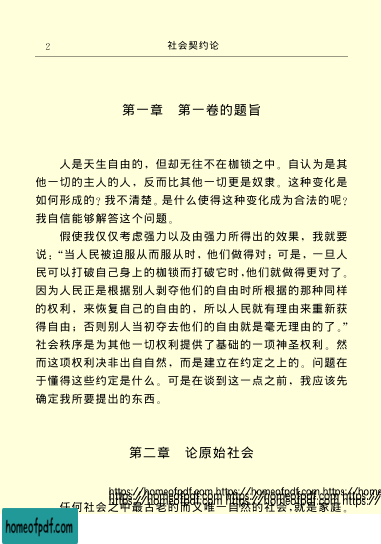 2
社会契约论
第一章 第一卷的题旨
人是天生自由的，但却无往不在枷锁之中。自认为是其
他一切的主人的人，反而比其他一切更是奴隶。这种变化是
如何形成的？我不清楚。是什么使得这种变化成为合法的呢？
我自信能够解答这个问题。
假使我仅仅考虑强力以及由强力所得出的效果，我就要
说：“当人民被迫服从而服从时，他们做得对；可是，一旦人
民可以打破自己身上的枷锁而打破它时，他们就做得更对了。
因为人民正是根据别人剥夺他们的自由时所根据的那种同样
的权利，来恢复自己的自由的，所以人民就有理由来重新获
得自由；否则别人当初夺去他们的自由就是毫无理由的了。”
社会秩序是为其他一切权利提供了基础的一项神圣权利。然
而这项权利决非出自自然，而是建立在约定之上的。问题在
于懂得这些约定是什么。可是在谈到这一点之前，我应该先
确定我所要提出的东西。
第二章 论原始社会
https://homeofpdf.com https://homeofpdf.com https://home
https://homeofpdf.com https://homeofpdf.com https://
任何社会之中最古老的而又唯一自然的社会，就是家庭。
homeofpdf.com